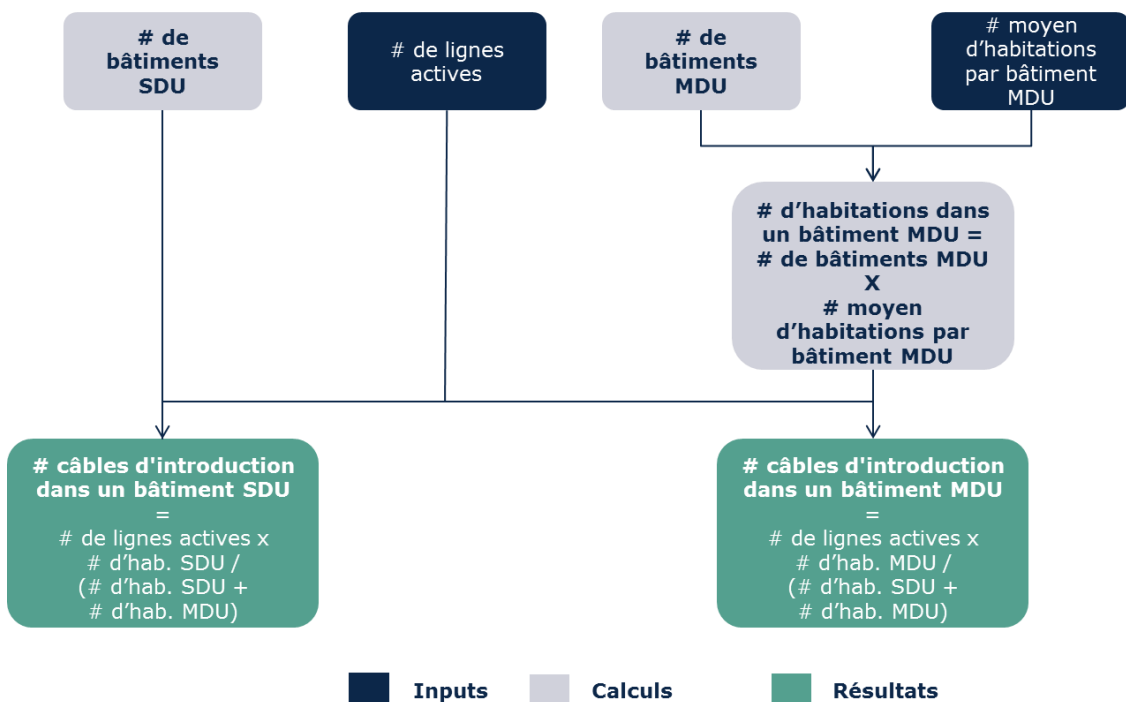 # de
bâtiments
SDU
# de lignes
actives
# de
bâtiments
MDU
# moyen
d’habitations
par bâtiment
MDU
# d’habitations dans
un bâtiment MDU =
# de bâtiments MDU
X
# moyen
d’habitations par
bâtiment MDU
# câbles d'introduction
dans un bâtiment SDU
=
# de lignes actives x
# d’hab. SDU /
(# d’hab. SDU +
# d’hab. MDU)
# câbles d'introduction
dans un bâtiment MDU
=
# de lignes actives x
# d’hab. MDU /
(# d’hab. SDU +
# d’hab. MDU)
Inputs
Calculs
Résultats